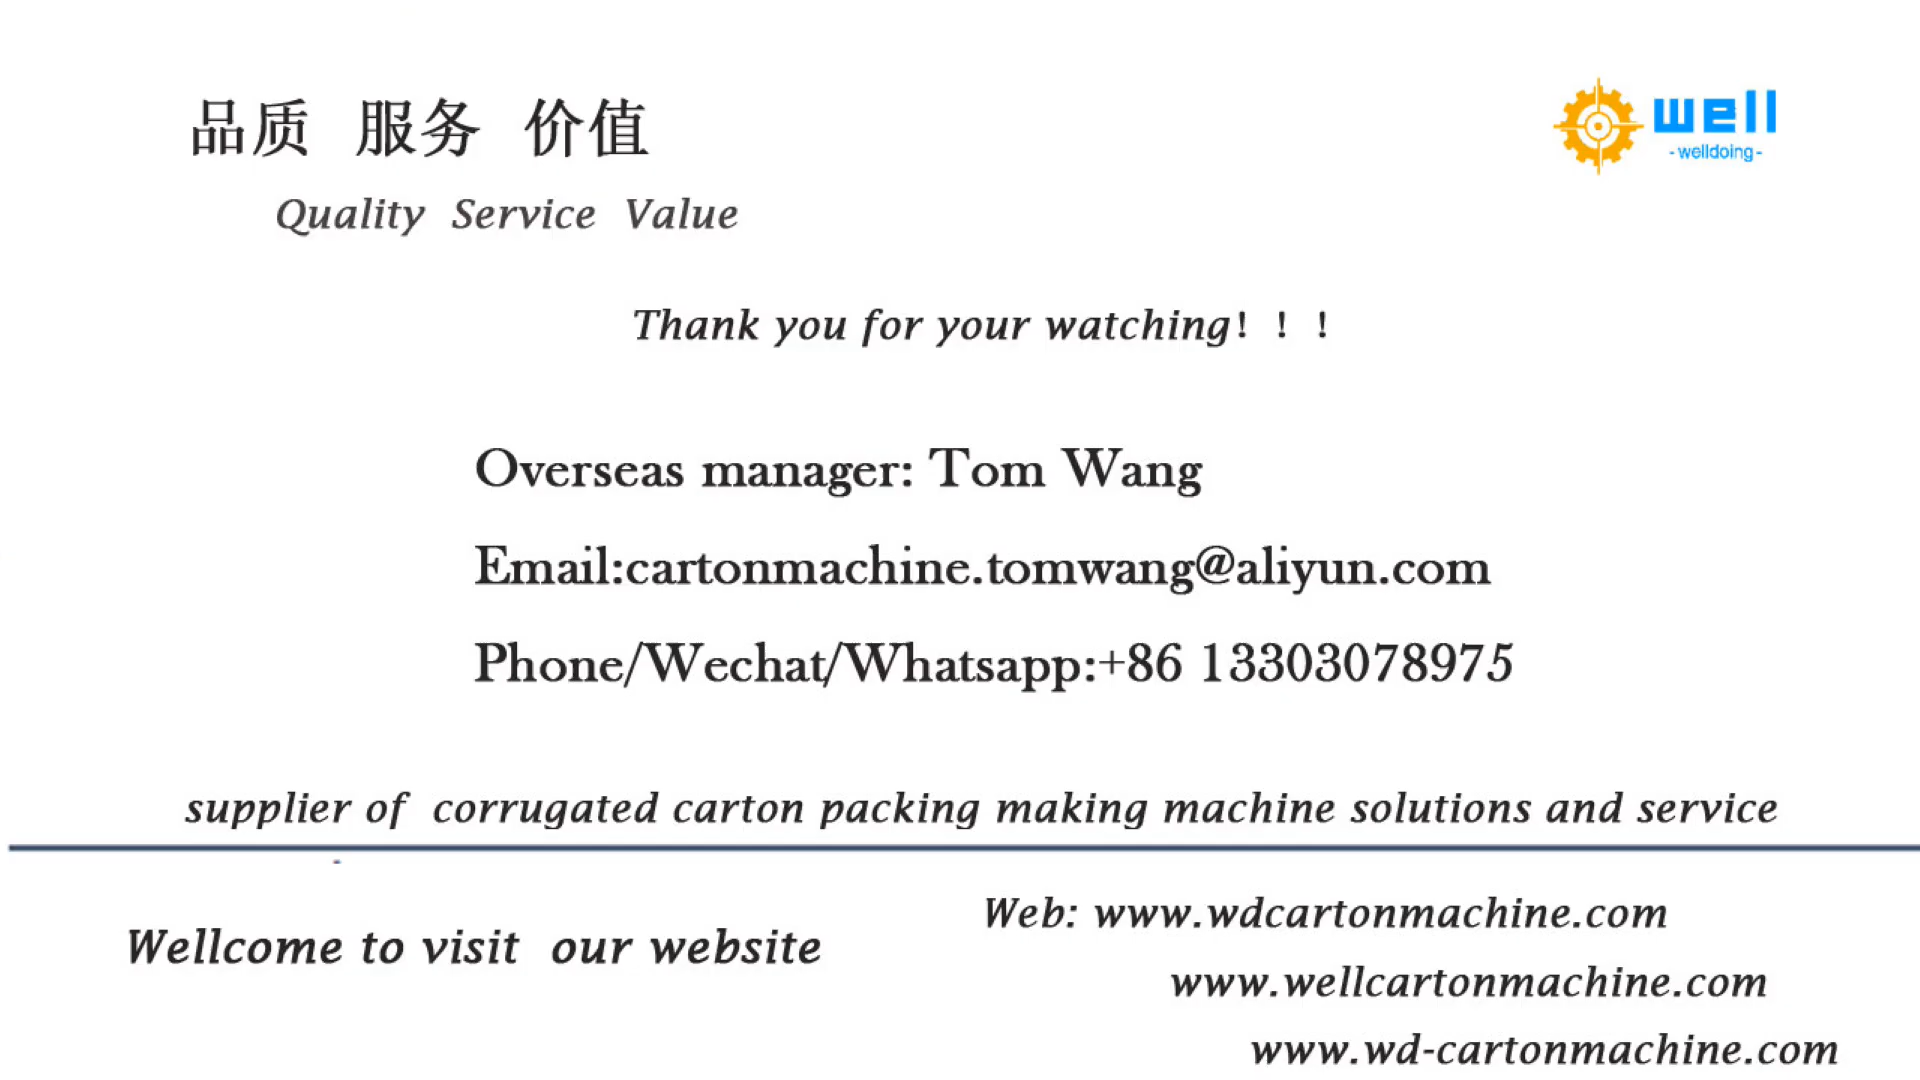 品质 服务 价值
well
-welldoing-
Quality Service Value
Thank you for your watching！！！
Overseas manager: Tom Wang
Email:cartonmachine.tomwang@aliyun.com
Phone/Wechat/Whatsapp:+86 13303078975
supplier of corrugated carton packing making machine solutions and service
Wellcome to visit our website
Web: www.wdcartonmachine.com
www.wellcartonmachine.com
www.wd-cartonmachine.com